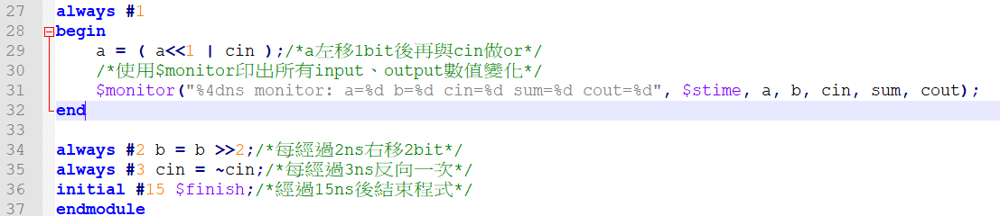 27 always #1
28 begin
29 a = ( a<<1 | cin );/*a左移1bit後再與cin做or*/
30 /*使用$monitor印出所有input、output數值變化*/
31 $monitor("%4dns monitor: a=%d b=%d cin=%d sum=%d cout=%d", $stime, a, b, cin, sum, cout);
32 end
33
34 always #2 b = b >>2;/*每經過2ns右移2bit*/
35 always #3 cin = ~cin;/*每經過3ns反向一次*/
36 initial #15 $finish;/*經過15ns後結束程式*/
37 endmodule